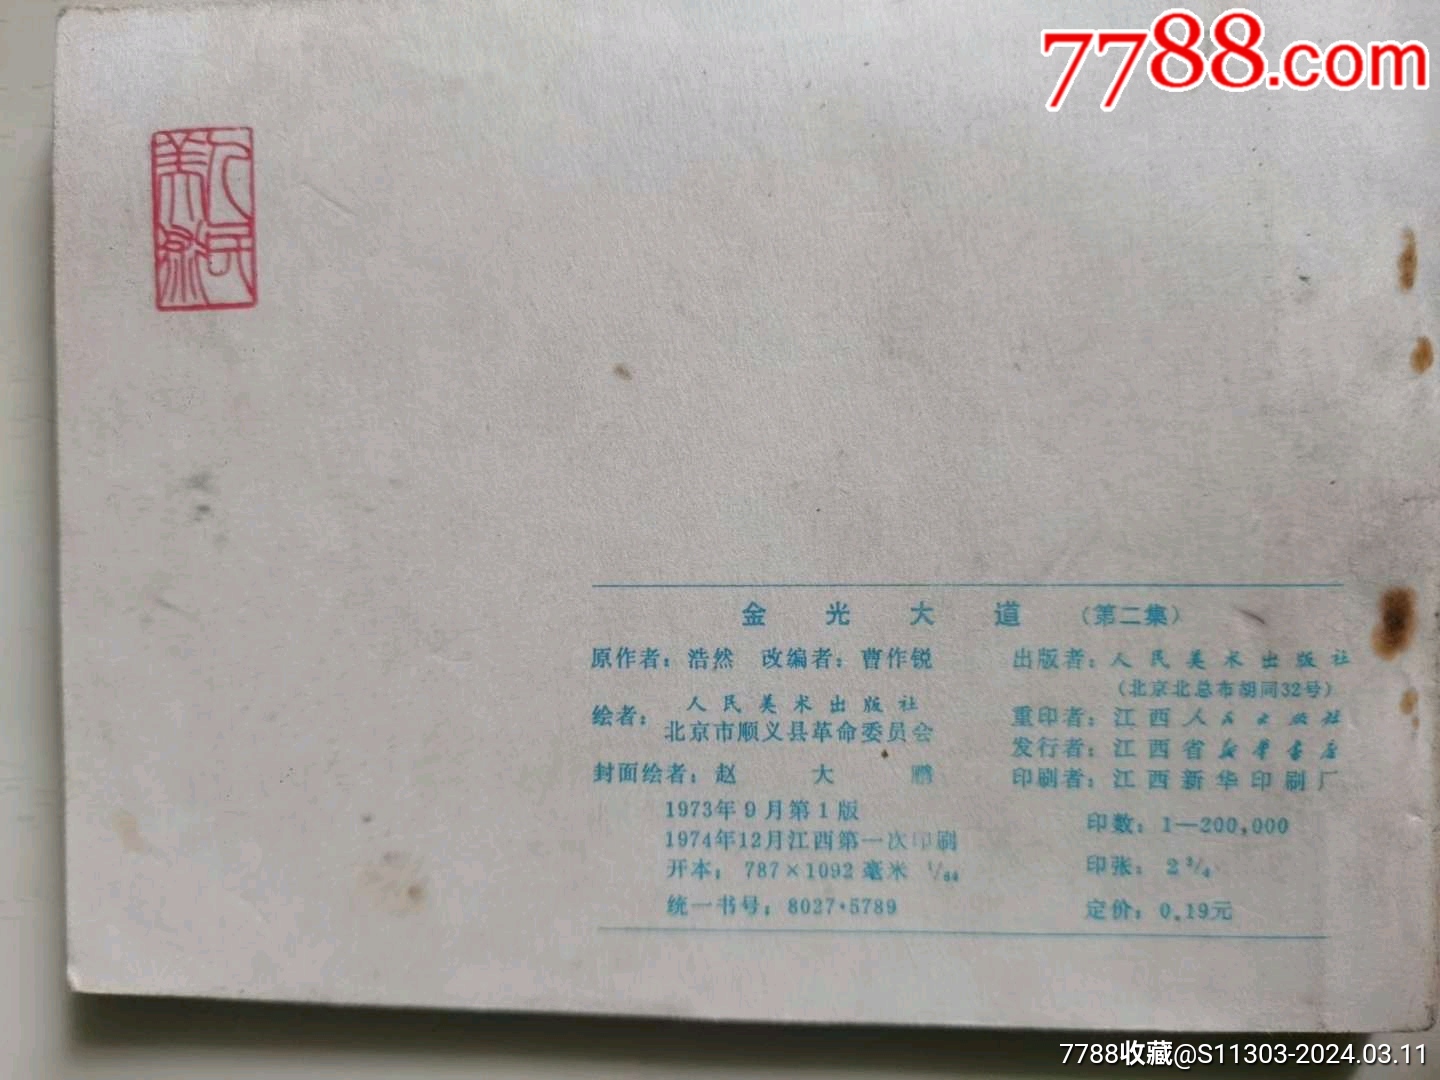 7788.com
人民美術
金光大道（第二集）
原作者：浩然 改编者：曹作锐
绘者：人民美术出版社
北京市顺义县革命委员会
封面绘者：赵大鹏
1973年9月第1版
1974年12月江西第一次印刷
开本：787×1092毫米 1/64
统一书号：8027·5789
出版者：人民美术出版社
（北京北总布胡同32号）
重印者：江西人民出版社
发行者：江西省新华书店
印刷者：江西新华印刷厂
印数：1—200,000
印张：2 3/4
定价：0.19元
7788收藏@S11303-2024.03.11